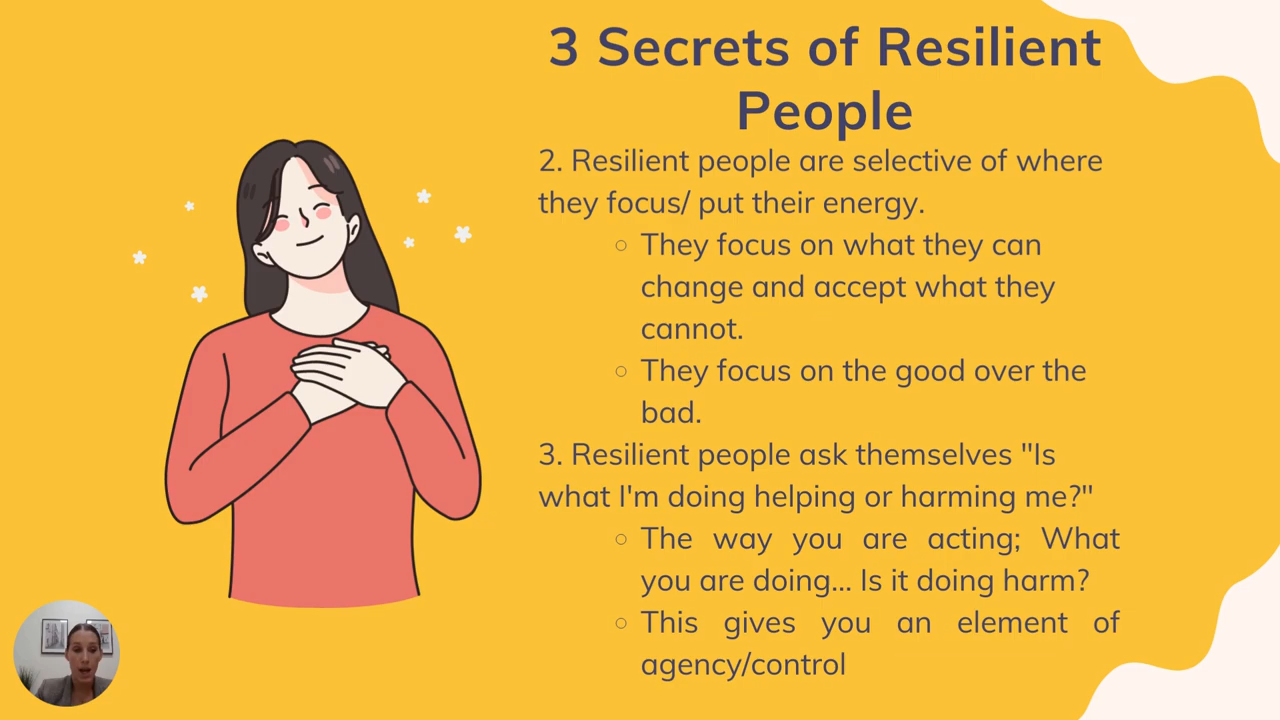 3 Secrets of Resilient
People
2. Resilient people are selective of where
they focus/ put their energy.
They focus on what they can
change and accept what they
cannot.
They focus on the good over the
bad.
3. Resilient people ask themselves "Is
what I'm doing helping or harming me?"
The way you are acting; What
you are doing... Is it doing harm?
This gives you an element of
agency/control